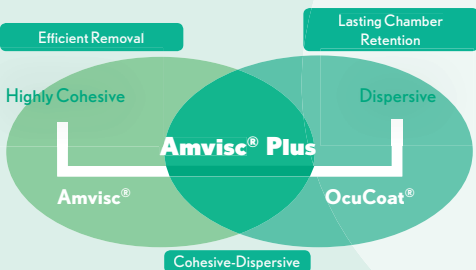 Efficient Removal
Lasting Chamber
Retention
Highly Cohesive
Dispersive
Amvisc® Plus
Amvisc®
OcuCoat®
Cohesive-Dispersive